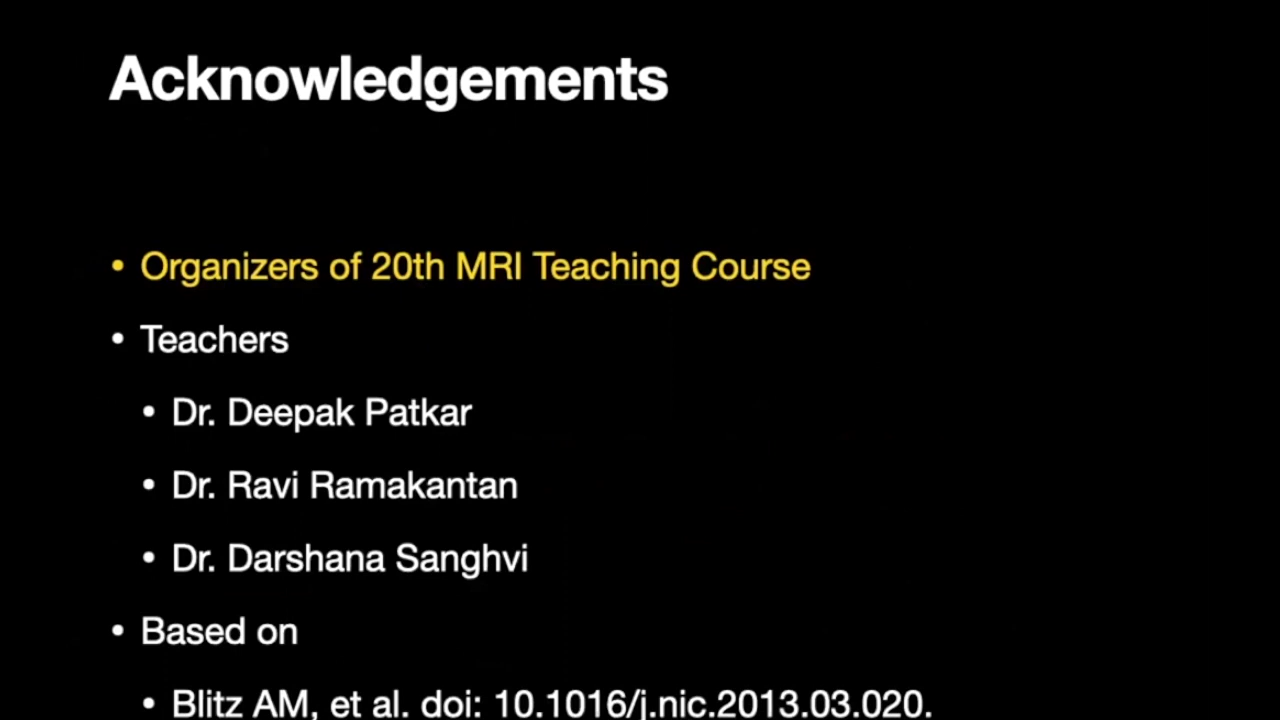 Acknowledgements
• Organizers of 20th MRI Teaching Course
• Teachers
• Dr. Deepak Patkar
• Dr. Ravi Ramakantan
• Dr. Darshana Sanghvi
• Based on
• Blitz AM, et al. doi: 10.1016/j.nic.2013.03.020.